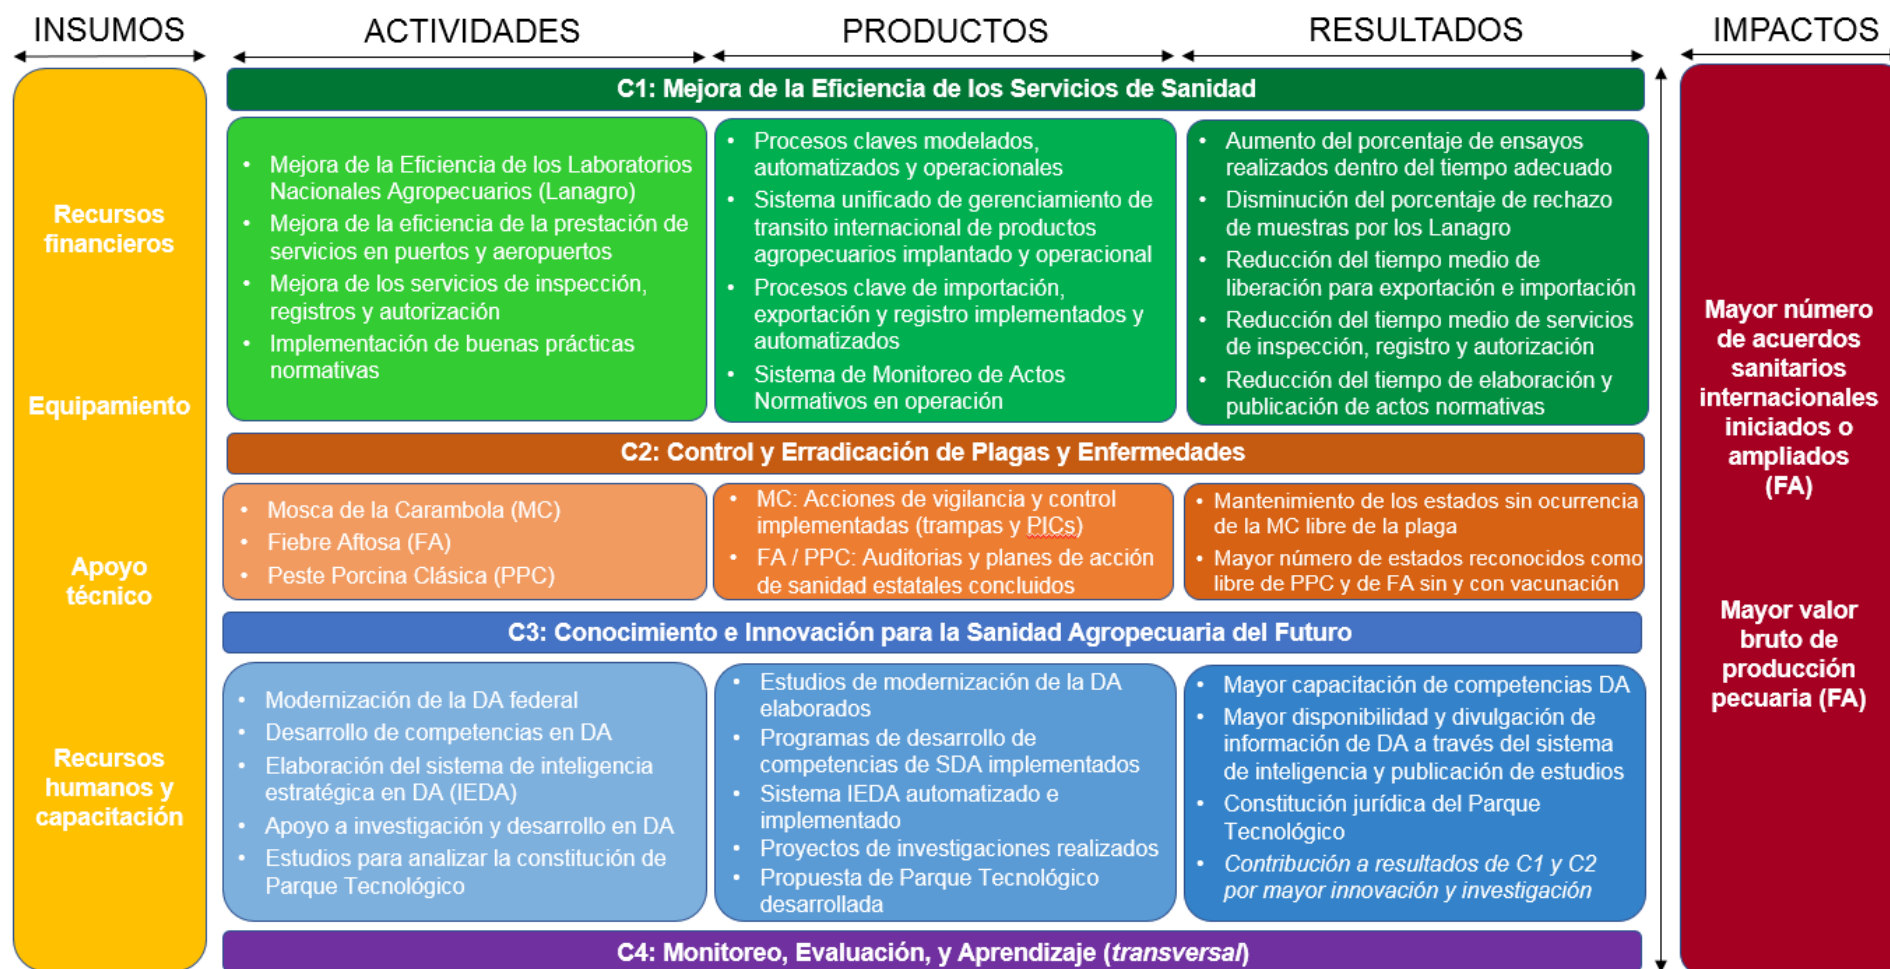 INSUMOS
ACTIVIDADES
PRODUCTOS
RESULTADOS
IMPACTOS
Recursos
financieros
Equipamiento
Apoyo
técnico
Recursos
humanos y
capacitación
C1: Mejora de la Eficiencia de los Servicios de Sanidad
• Mejora de la Eficiencia de los Laboratorios
Nacionales Agropecuarios (Lanagro)
• Mejora de la eficiencia de la prestación de
servicios en puertos y aeropuertos
• Mejora de los servicios de inspección,
registros y autorización
• Implementación de buenas prácticas
normativas
• Procesos claves modelados,
automatizados y operacionales
• Sistema unificado de gerenciamiento de
transito internacional de productos
agropecuarios implantado y operacional
• Procesos clave de importación,
exportación y registro implementados y
automatizados
• Sistema de Monitoreo de Actos
Normativos en operación
• Aumento del porcentaje de ensayos
realizados dentro del tiempo adecuado
• Disminución del porcentaje de rechazo
de muestras por los Lanagro
• Reducción del tiempo medio de
liberación para exportación e importación
• Reducción del tiempo medio de servicios
de inspección, registro y autorización
• Reducción del tiempo de elaboración y
publicación de actos normativas
C2: Control y Erradicación de Plagas y Enfermedades
• Mosca de la Carambola (MC)
• Fiebre Aftosa (FA)
• Peste Porcina Clásica (PPC)
• MC: Acciones de vigilancia y control
implementadas (trampas y PICs)
• FA / PPC: Auditorias y planes de acción
de sanidad estatales concluidos
• Mantenimiento de los estados sin ocurrencia
de la MC libre de la plaga
• Mayor número de estados reconocidos como
libre de PPC y de FA sin y con vacunación
C3: Conocimiento e Innovación para la Sanidad Agropecuaria del Futuro
• Modernización de la DA federal
• Desarrollo de competencias en DA
• Elaboración del sistema de inteligencia
estratégica en DA (IEDA)
• Apoyo a investigación y desarrollo en DA
• Estudios para analizar la constitución de
Parque Tecnológico
• Estudios de modernización de la DA
elaborados
• Programas de desarrollo de
competencias de SDA implementados
• Sistema IEDA automatizado e
implementado
• Proyectos de investigaciones realizados
• Propuesta de Parque Tecnológico
desarrollada
• Mayor capacitación de competencias DA
• Mayor disponibilidad y divulgación de
información de DA a través del sistema
de inteligencia y publicación de estudios
• Constitución jurídica del Parque
Tecnológico
• Contribución a resultados de C1 y C2
por mayor innovación y investigación
C4: Monitoreo, Evaluación, y Aprendizaje (transversal)
Mayor número
de acuerdos
sanitarios
internacionales
iniciados o
ampliados
(FA)
Mayor valor
bruto de
producción
pecuaria (FA)